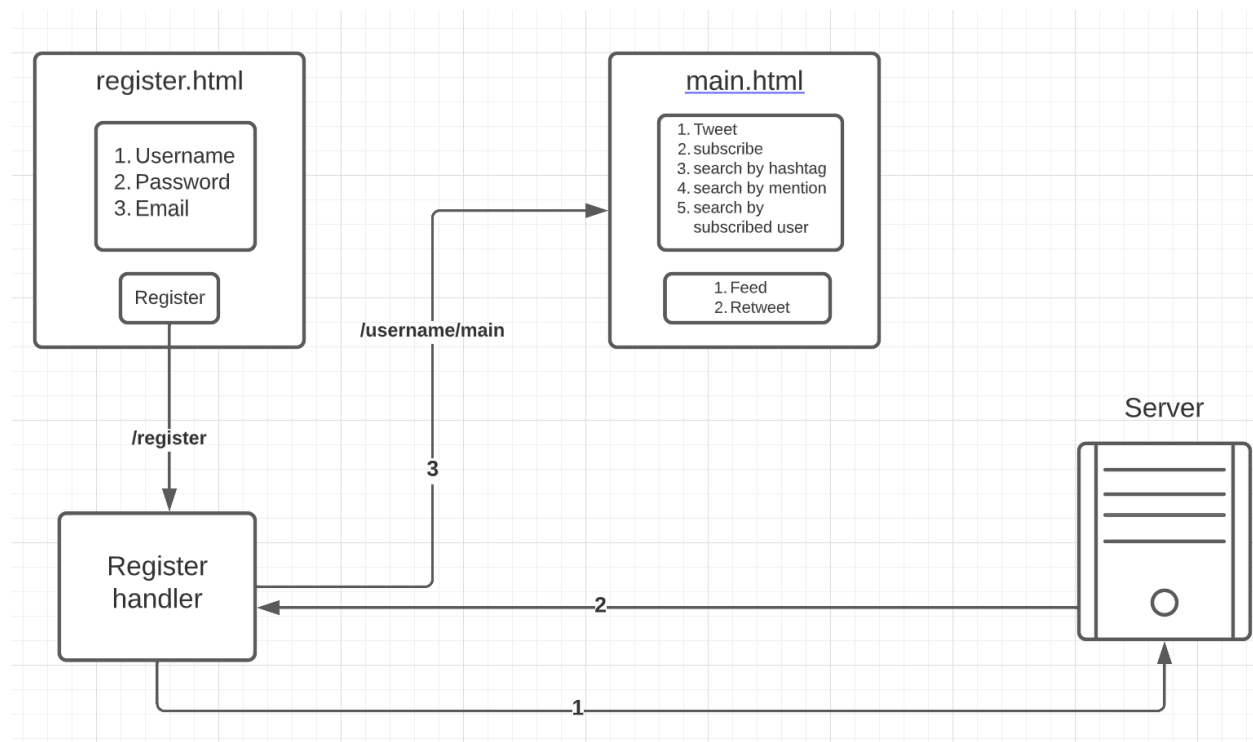 register.html
1. Username
2. Password
3. Email
Register
main.html
1. Tweet
2. subscribe
3. search by hashtag
4. search by mention
5. search by
subscribed user
1. Feed
2. Retweet
/username/main
/register
3
Server
Register
handler
2
1